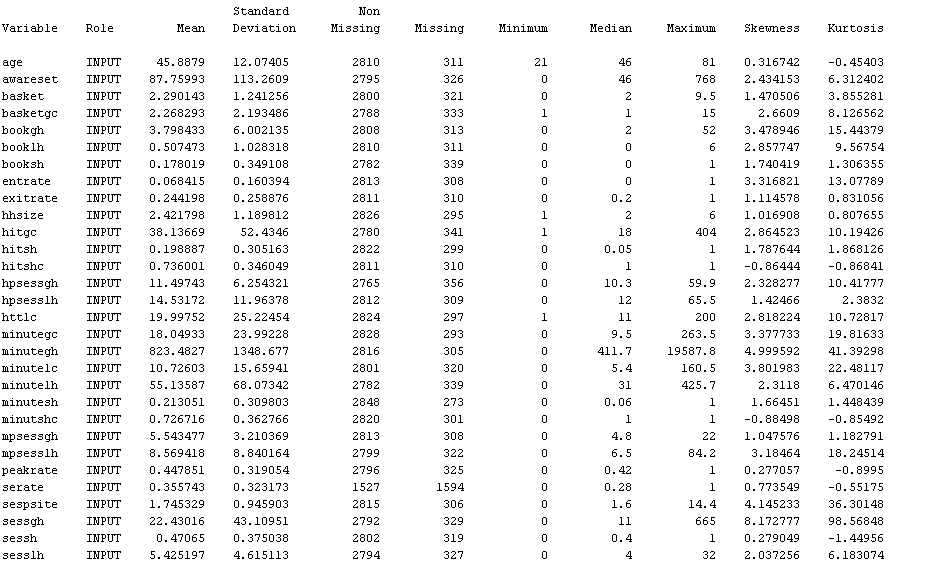 Standard Non
Variable Role Mean Deviation Missing Missing Minimum Median Maximum Skewness Kurtosis
age INPUT 45.8879 12.07405 2810 311 21 46 81 0.316742 -0.45403
awareset INPUT 87.75993 113.2609 2795 326 0 46 768 2.434153 6.312402
basket INPUT 2.290143 1.241256 2800 321 0 2 9.5 1.470506 3.855281
basketgc INPUT 2.268293 2.193486 2788 333 1 1 15 2.6609 8.126562
bookgh INPUT 3.798433 6.002135 2808 313 0 2 52 3.478946 15.44379
booklh INPUT 0.507473 1.028318 2810 311 0 0 6 2.857747 9.56754
booksh INPUT 0.178019 0.349108 2782 339 0 0 1 1.740419 1.306355
entrate INPUT 0.068415 0.160394 2813 308 0 0 1 3.316821 13.07789
exitrate INPUT 0.244198 0.258876 2811 310 0 0.2 1 1.114578 0.831056
hhsize INPUT 2.421798 1.189812 2826 295 1 2 6 1.016908 0.807655
hitgc INPUT 38.13669 52.4346 2780 341 1 18 404 2.864523 10.19426
hitsh INPUT 0.198887 0.305163 2822 299 0 0.05 1 1.787644 1.868126
hitshc INPUT 0.736001 0.346049 2811 310 0 1 1 -0.86444 -0.86841
hpsessgh INPUT 11.49743 6.254321 2765 356 0 10.3 59.9 2.328277 10.41777
hpsesslh INPUT 14.53172 11.96378 2812 309 0 12 65.5 1.42466 2.3832
httlc INPUT 19.99752 25.22454 2824 297 1 11 200 2.818224 10.72817
minutegc INPUT 18.04933 23.99228 2828 293 0 9.5 263.5 3.377733 19.81633
minutegh INPUT 823.4827 1348.677 2816 305 0 411.7 19587.8 4.999592 41.39298
minutelc INPUT 10.72603 15.65941 2801 320 0 5.4 160.5 3.801983 22.48117
minutelh INPUT 55.13587 68.07342 2782 339 0 31 425.7 2.3118 6.470146
minutesh INPUT 0.213051 0.309803 2848 273 0 0.06 1 1.66451 1.448439
minutshc INPUT 0.726716 0.362766 2820 301 0 1 1 -0.88498 -0.85492
mpsessgh INPUT 5.543477 3.210369 2813 308 0 4.8 22 1.047576 1.182791
mpsesslh INPUT 8.569418 8.840164 2799 322 0 6.5 84.2 3.18464 18.24514
peakrate INPUT 0.447851 0.319054 2796 325 0 0.42 1 0.277057 -0.8995
serate INPUT 0.355743 0.323173 1527 1594 0 0.28 1 0.773549 -0.55175
sespsite INPUT 1.745329 0.945903 2815 306 0 1.6 14.4 4.145233 36.30148
sessgh INPUT 22.43016 43.10951 2792 329 0 11 665 8.172777 98.56848
sessh INPUT 0.47065 0.375038 2802 319 0 0.4 1 0.279049 -1.44956
sesslh INPUT 5.425197 4.615113 2794 327 0 4 32 2.037256 6.183074